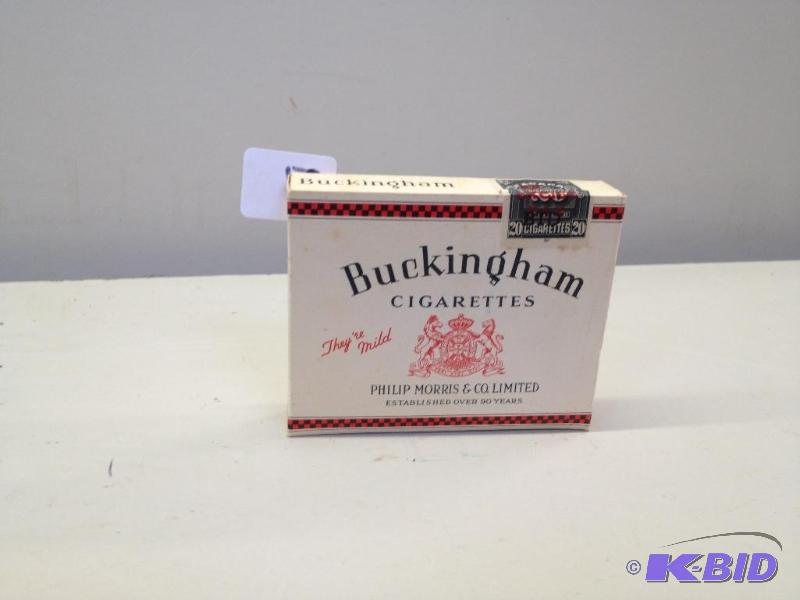 Buckingham
20 CIGARETTES 20
Buckingham
CIGARETTES
They're
mild
PHILIP MORRIS & CO. LIMITED
ESTABLISHED OVER 90 YEARS
© K-BID